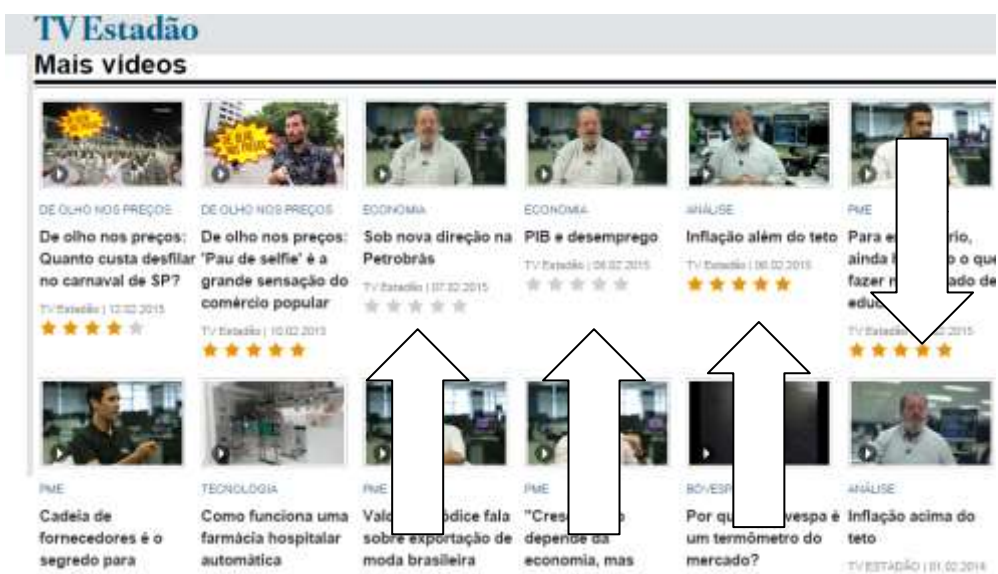 TV Estadão
Mais vídeos
DE OLHO NOS PREÇOS
De olho nos preços:
Quanto custa desfilar
no carnaval de SP?
TV Estadão | 12.02.2015
DE OLHO NOS PREÇOS
De olho nos preços:
'Pau de selfie' é a
grande sensação do
comércio popular
TV Estadão | 10.02.2015
ECONOMIA
Sob nova direção na
Petrobrás
TV Estadão | 07.02.2015
ECONOMIA
PIB e desemprego
TV Estadão | 06.02.2015
ANÁLISE
Inflação além do teto
TV Estadão | 06.02.2015
PME
Para
ainda o que
fazer de
TV Estadão 2015
PME
Cadeia de
fornecedores é o
segredo para
TECNOLOGIA
Como funciona uma
farmácia hospitalar
automática
PME
fala
sobre exportação de
moda brasileira
PME
depende da
economia, mas
Por é
um termômetro do
mercado?
ANÁLISE
Inflação acima do
teto
TV ESTADÃO | 01.02.2014